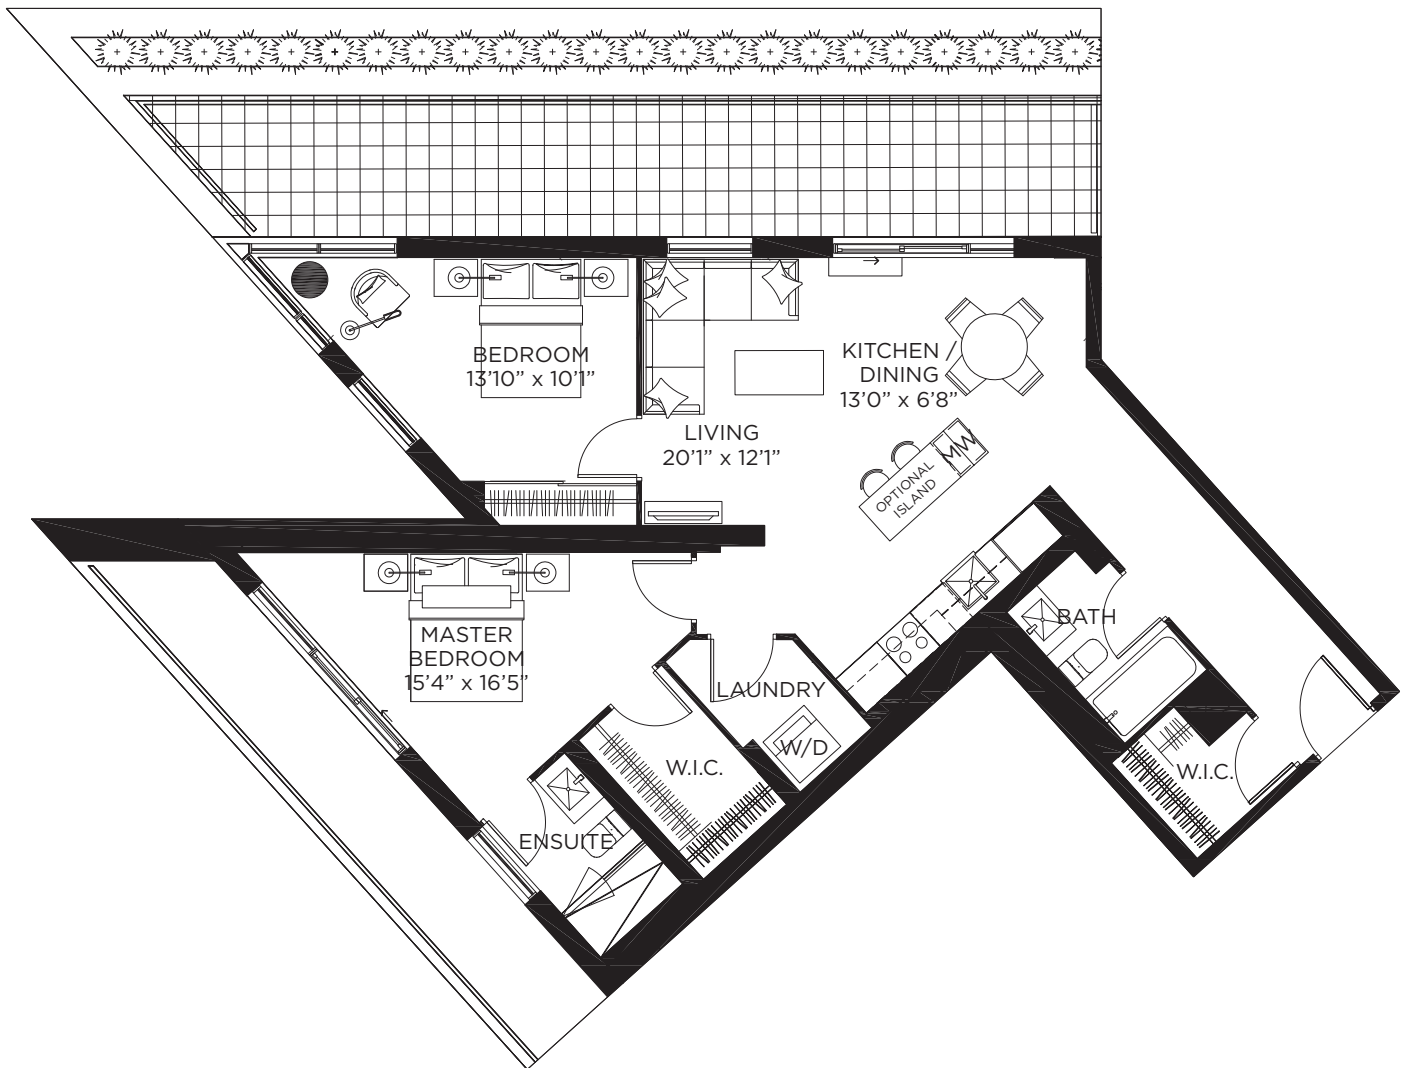 BEDROOM
13'10" x 10'1"
KITCHEN /
DINING
13'0" x 6'8"
LIVING
20'1" x 12'1"
MW
OPTIONAL
ISLAND
MASTER
BEDROOM
15'4" x 16'5"
BATH
LAUNDRY
W/D
W.I.C.
W.I.C.
ENSUITE